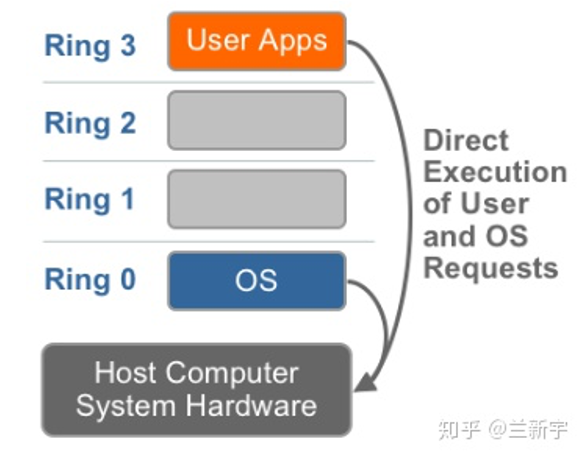 Ring 3
User Apps
Ring 2
Ring 1
Ring 0
OS
Direct
Execution
of User
and OS
Requests
Host Computer
System Hardware
知乎 @兰新宇